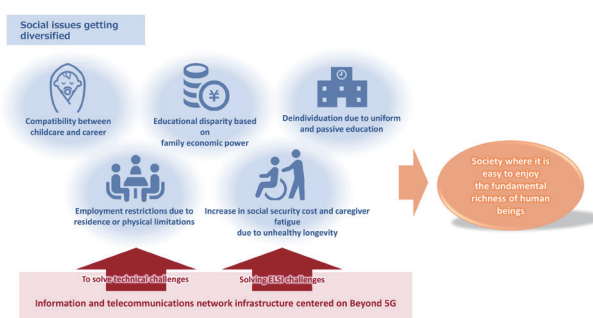 Social issues getting
diversified
Compatibility between
childcare and career
¥
Educational disparity based
on
family economic power
Deindividuation due to uniform
and passive education
Employment restrictions due to
residence or physical limitations
Increase in social security cost and caregiver
fatigue
due to unhealthy longevity
Society where it is
easy to enjoy
the fundamental
richness of human
beings
To solve technical challenges
Solving ELSI challenges
Information and telecommunications network infrastructure centered on Beyond 5G